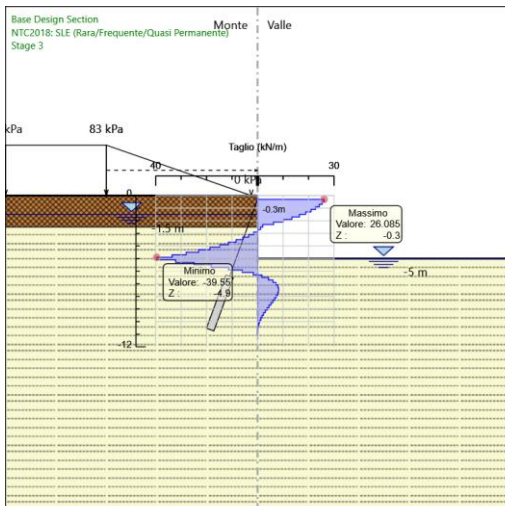 Base Design Section
NTC2018: SLE (Rara/Frequente/Quasi Permanente)
Stage 3
Monte Valle
kPa 83 kPa
Taglio (kN/m)
40 0 kPa 30
0
-0.3m
Massimo
Valore: 26.085
Z : -0.3
-1.5 m
Minimo
Valore: -39.55
Z : -4.9
-5 m
-12